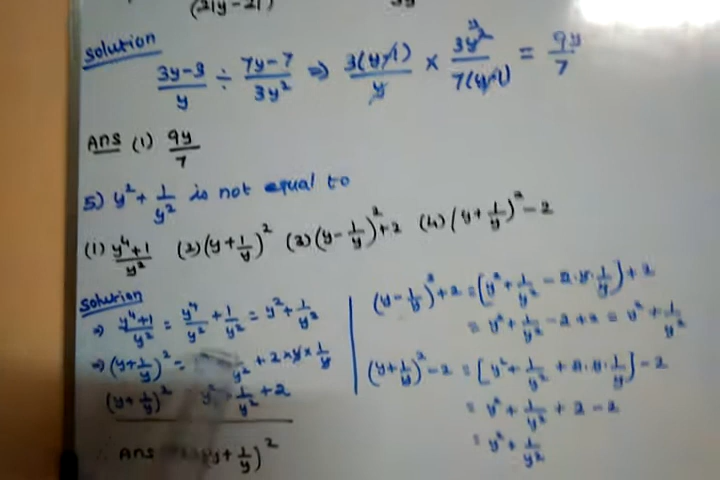 (21y-21)
Solution
3y-3/y ÷ 7y-7/3y² ⇒ 3(y-1)/y × 3y²/7(y-1) = 9y/7
Ans (1) 9y/7
5) y² + 1/y² is not equal to
(1) y⁴+1/y² (2) (y+1/y)² (3) (y-1/y)²+2 (4) (y+1/y)²-2
Solution
⇒ y⁴+1/y² = y⁴/y² + 1/y² = y² + 1/y²
⇒ (y+1/y)² = 1/y² + 2×y×1/y
(y+1/y)² y² 1/y² + 2
∴ Ans (y+1/y)²
(y-1/y)²+2 = [y²+1/y² - 2.y.1/y]+2
= y²+1/y² - 2 + 2 = y²+1/y²
(y+1/y)²-2 = [y²+1/y² + 2.y.1/y]-2
= y²+1/y² + 2 - 2
= y²+1/y²